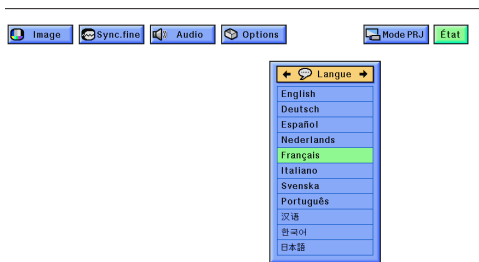 Image Sync.fine Audio Options Mode PRJ État
Langue
English
Deutsch
Español
Nederlands
Français
Italiano
Svenska
Português
汉语
한국어
日本語